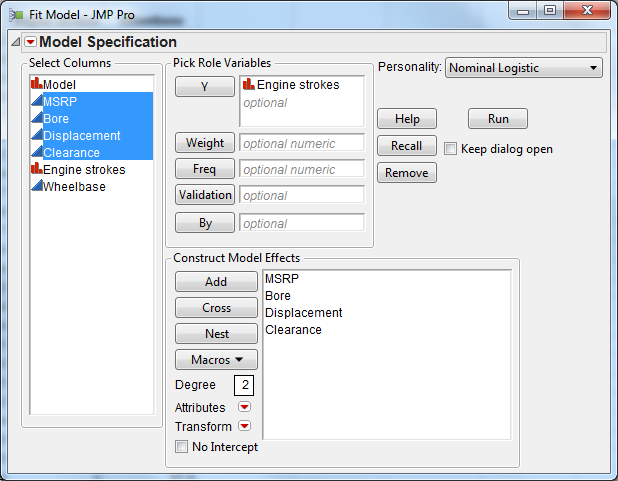 Fit Model - JMP Pro
Model Specification
Select Columns
Model
MSRP
Bore
Displacement
Clearance
Engine strokes
Wheelbase
Pick Role Variables
Y
Engine strokes
optional
Weight
optional numeric
Freq
optional numeric
Validation
optional
By
optional
Personality:
Nominal Logistic
Help
Run
Recall
Keep dialog open
Remove
Construct Model Effects
Add
Cross
Nest
Macros
Degree
2
Attributes
Transform
No Intercept
MSRP
Bore
Displacement
Clearance